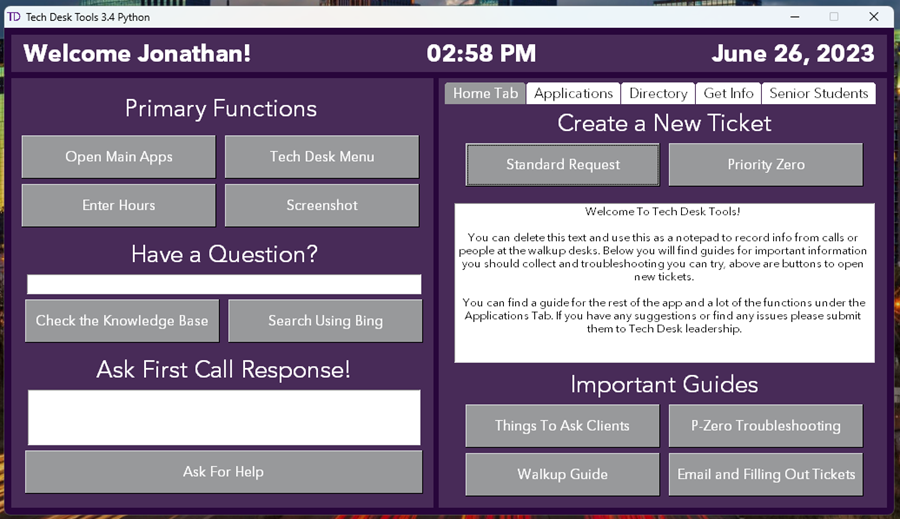 TD Tech Desk Tools 3.4 Python
Welcome Jonathan!
02:58 PM
June 26, 2023
Primary Functions
Open Main Apps
Tech Desk Menu
Enter Hours
Screenshot
Have a Question?
Check the Knowledge Base
Search Using Bing
Ask First Call Response!
Ask For Help
Home Tab
Applications
Directory
Get Info
Senior Students
Create a New Ticket
Standard Request
Priority Zero
Welcome To Tech Desk Tools!
You can delete this text and use this as a notepad to record info from calls or
people at the walkup desks. Below you will find guides for important information
you should collect and troubleshooting you can try, above are buttons to open
new tickets.
You can find a guide for the rest of the app and a lot of the functions under the
Applications Tab. If you have any suggestions or find any issues please submit
them to Tech Desk leadership.
Important Guides
Things To Ask Clients
P-Zero Troubleshooting
Walkup Guide
Email and Filling Out Tickets